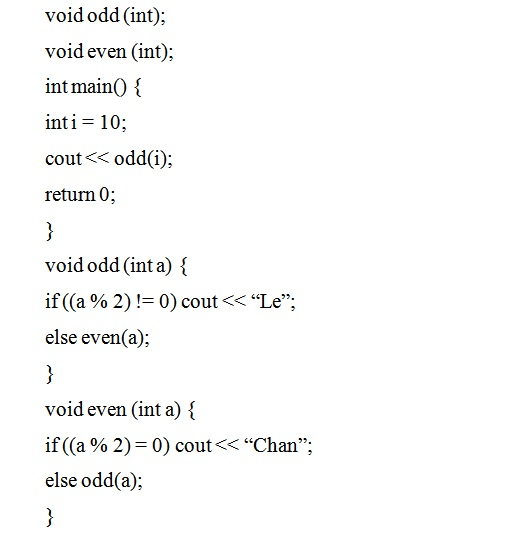 void odd (int);
void even (int);
int main() {
int i = 10;
cout << odd(i);
return 0;
}
void odd (int a) {
if ((a % 2) != 0) cout << “Le”;
else even(a);
}
void even (int a) {
if ((a % 2) = 0) cout << “Chan”;
else odd(a);
}